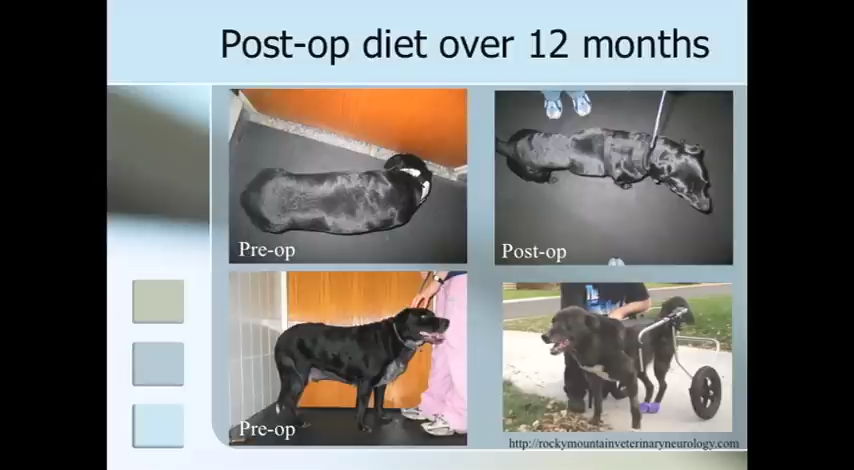 Post-op diet over 12 months
Pre-op
Post-op
Pre-op
http://rockymountainveterinaryneurology.com